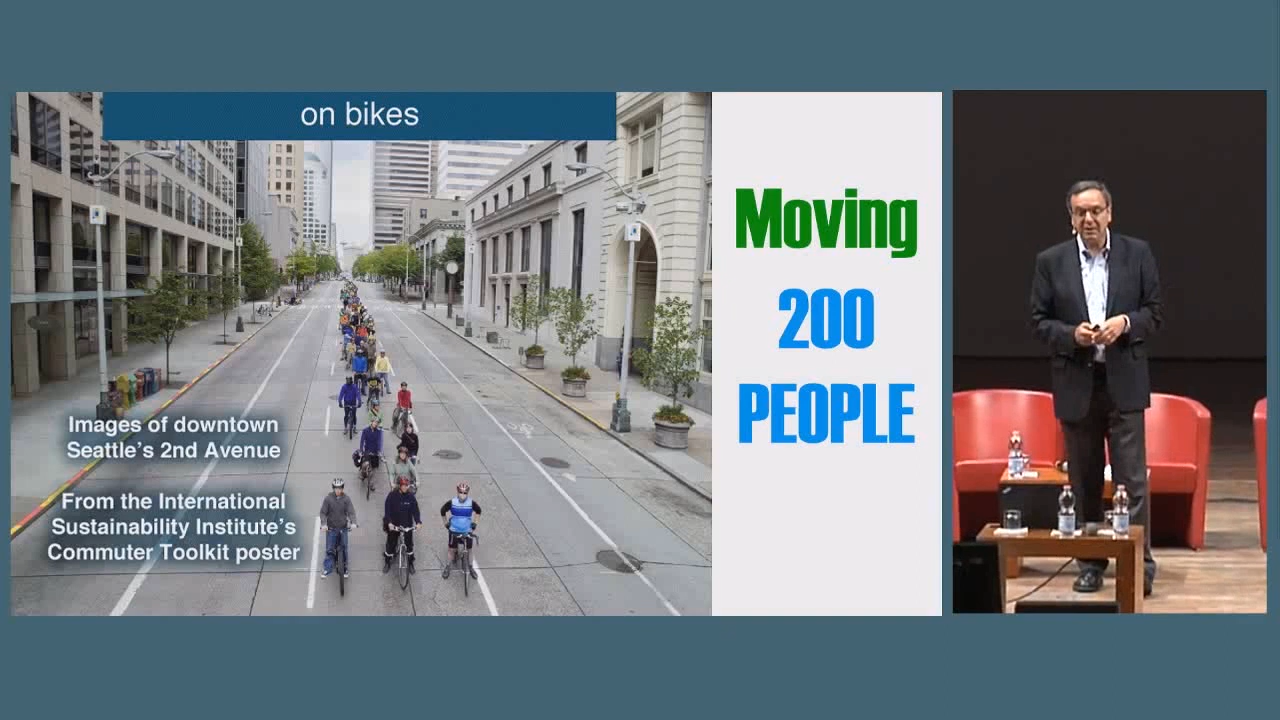 on bikes
Images of downtown
Seattle's 2nd Avenue
From the International
Sustainability Institute's
Commuter Toolkit poster
Moving
200
PEOPLE